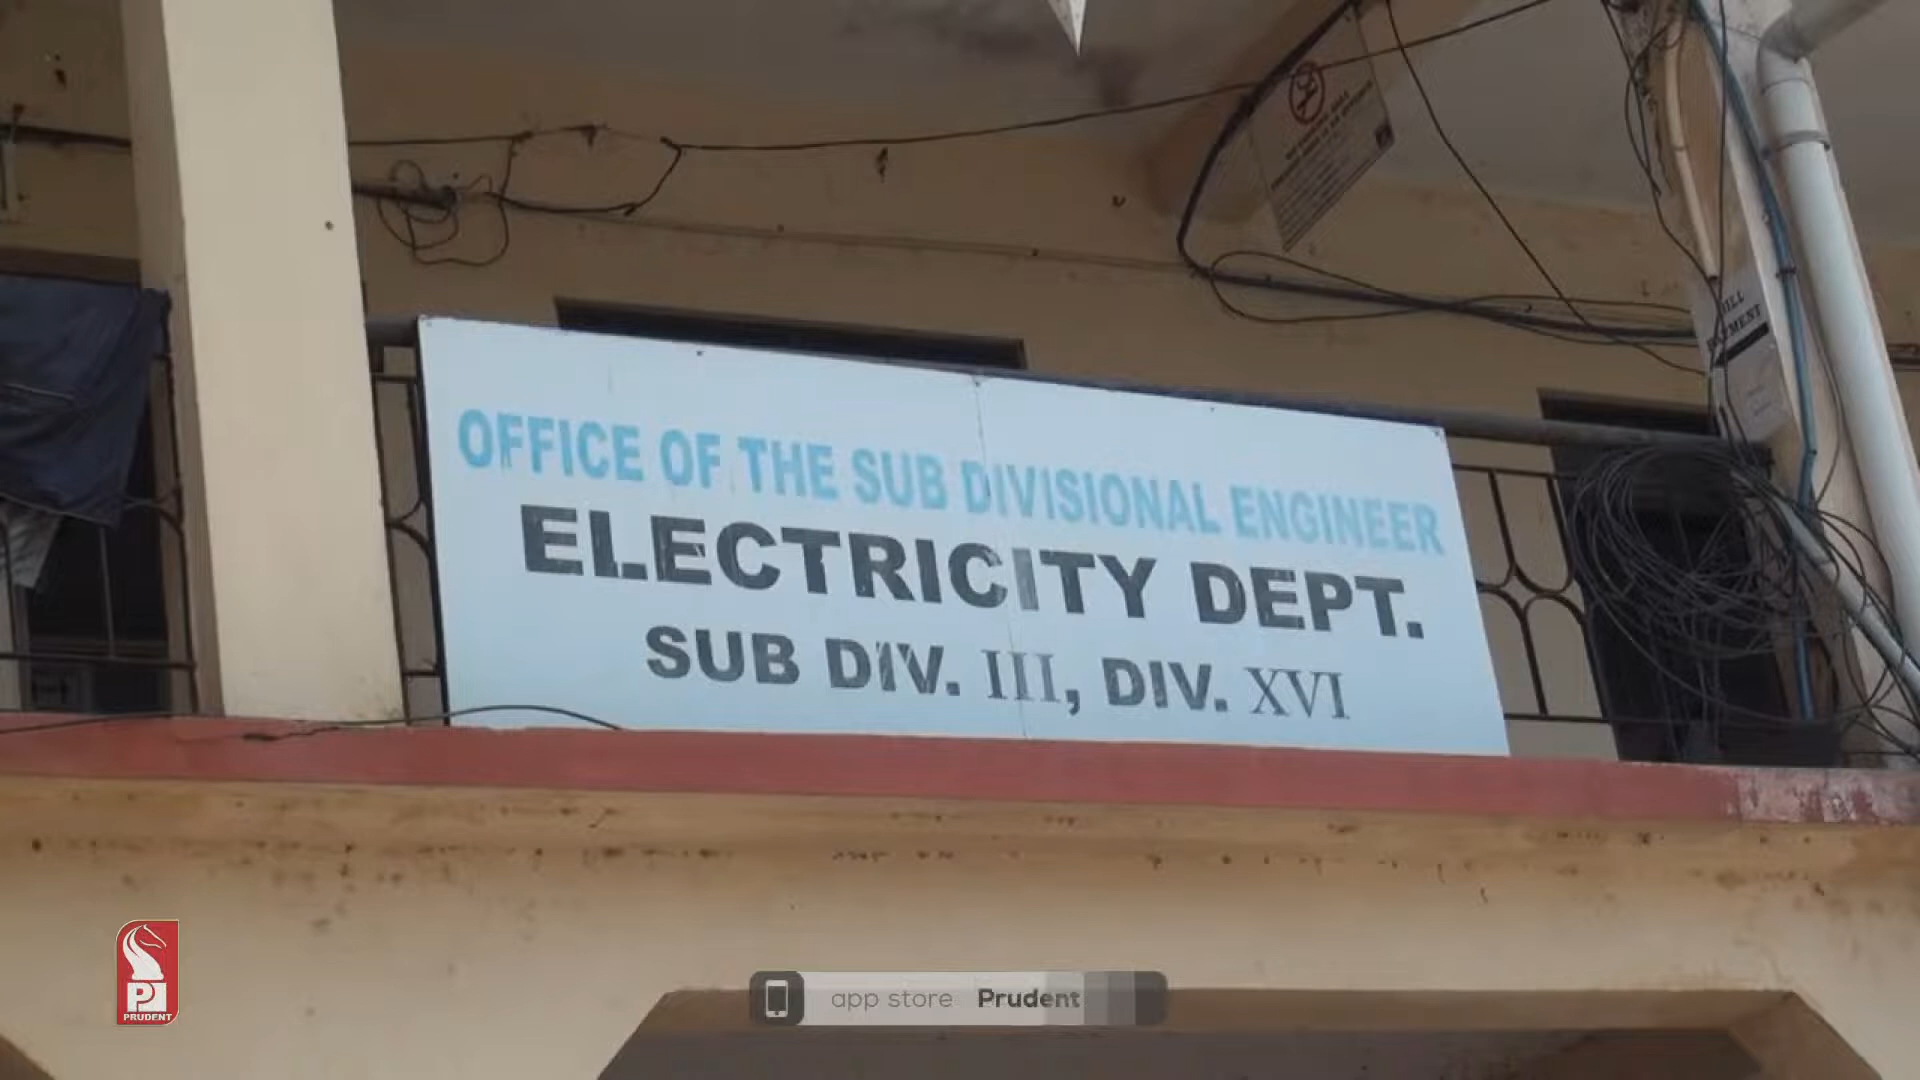 OFFICE OF THE SUB DIVISIONAL ENGINEER
ELECTRICITY DEPT.
SUB DIV. III, DIV. XVI
PRUDENT
app store Prudent